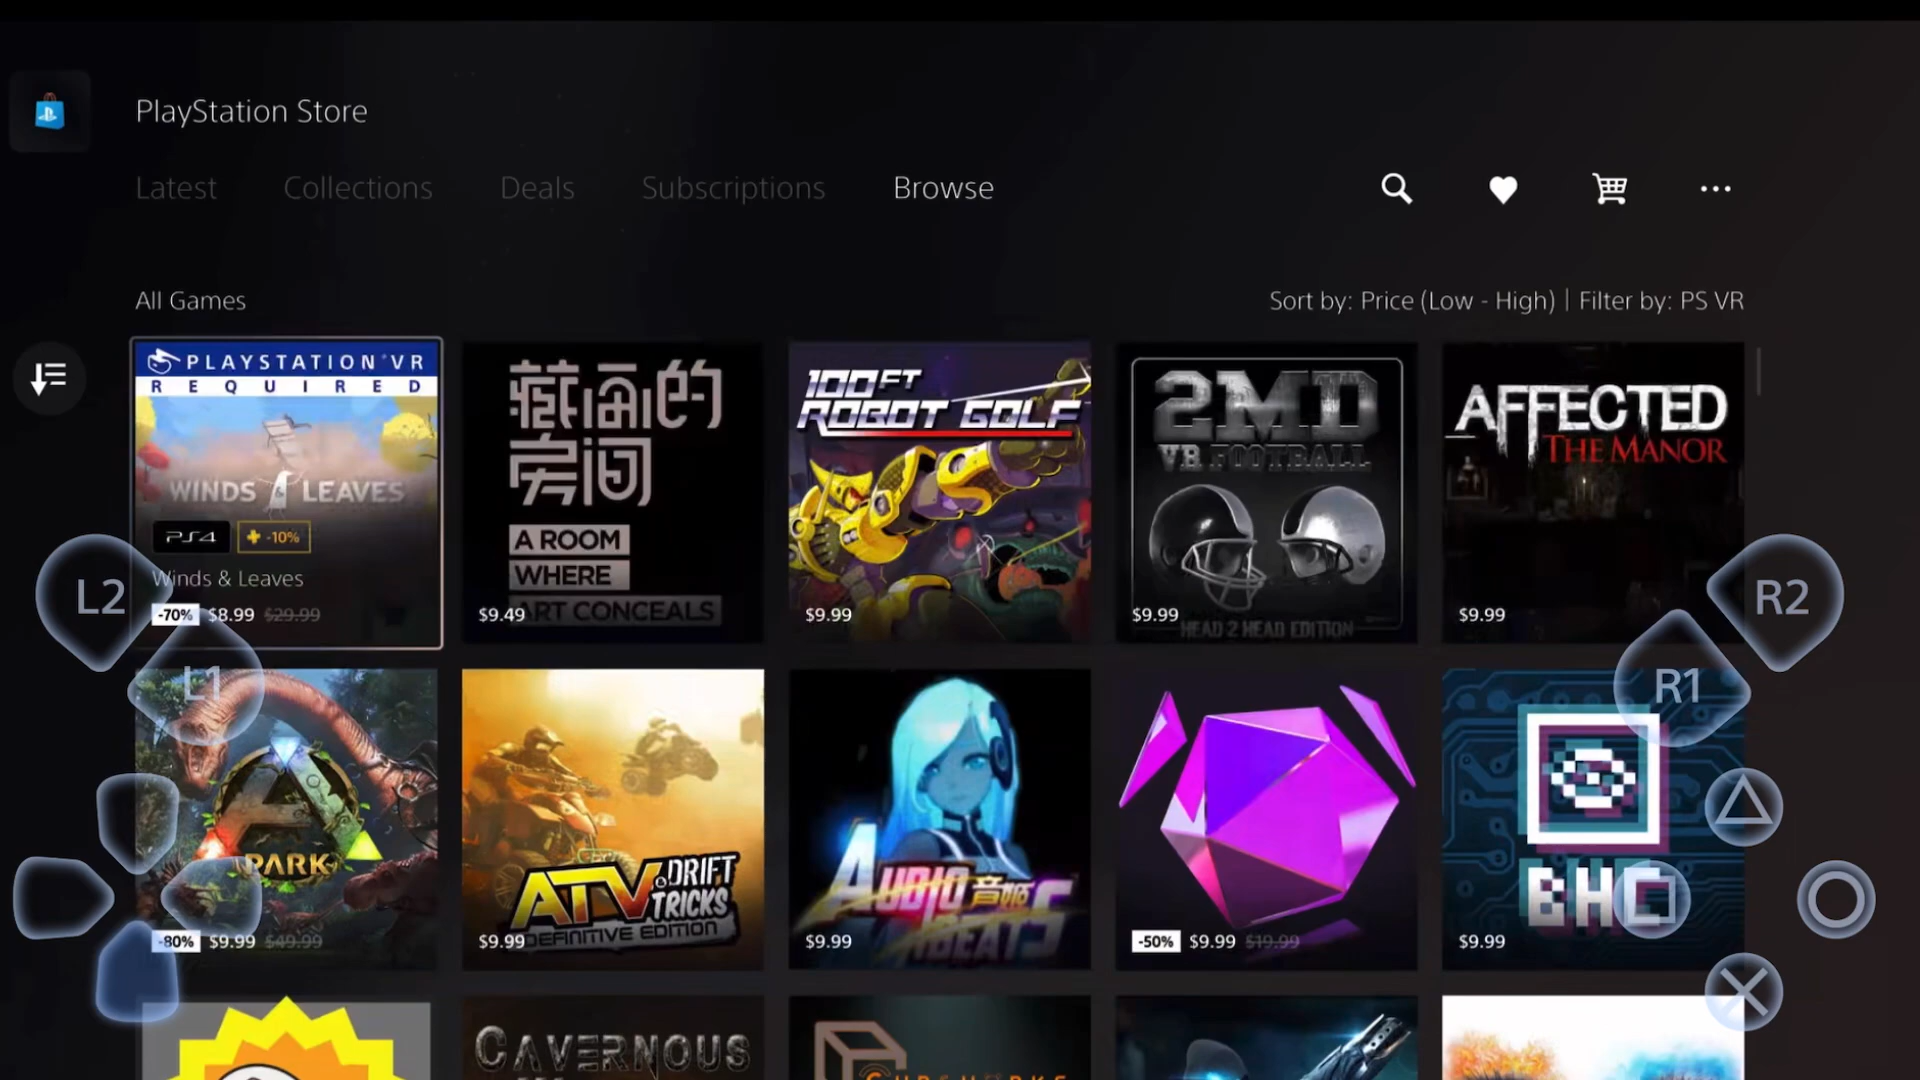 PlayStation Store
Latest
Collections
Deals
Subscriptions
Browse
All Games
Sort by: Price (Low - High) | Filter by: PS VR
PLAYSTATION®VR
REQUIRED
WINDS & LEAVES
PS4
-10%
Winds & Leaves
-70% $8.99 $29.99
藏画的
房间
A ROOM
WHERE
ART CONCEALS
$9.49
100FT
ROBOT GOLF
$9.99
2MD
VR FOOTBALL
$9.99
HEAD 2 HEAD EDITION
AFFECTED
THE MANOR
$9.99
L2
L1
R2
R1
PARK
-80% $9.99 $49.99
ATV DRIFT
& TRICKS
DEFINITIVE EDITION
$9.99
AUDIO 音姬
BEATS
$9.99
-50% $9.99 $19.99
$9.99
CAVERNOUS